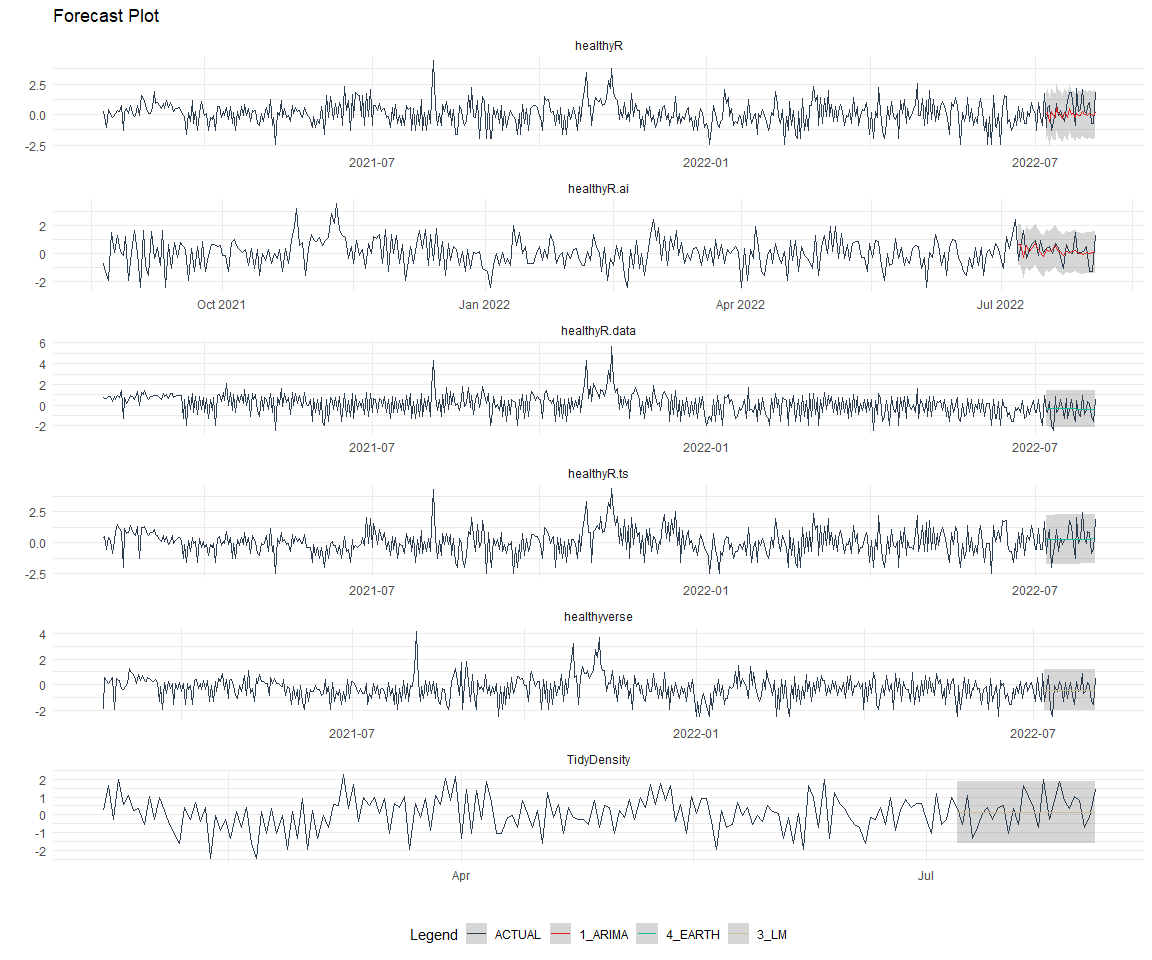 Forecast Plot
healthyR
2.5
0.0
-2.5
2021-07 2022-01 2022-07
healthyR.ai
2
0
-2
Oct 2021 Jan 2022 Apr 2022 Jul 2022
healthyR.data
6
4
2
0
-2
2021-07 2022-01 2022-07
healthyR.ts
2.5
0.0
-2.5
2021-07 2022-01 2022-07
healthyverse
4
2
0
-2
2021-07 2022-01 2022-07
TidyDensity
2
1
0
-1
-2
Apr Jul
Legend ACTUAL 1_ARIMA 4_EARTH 3_LM